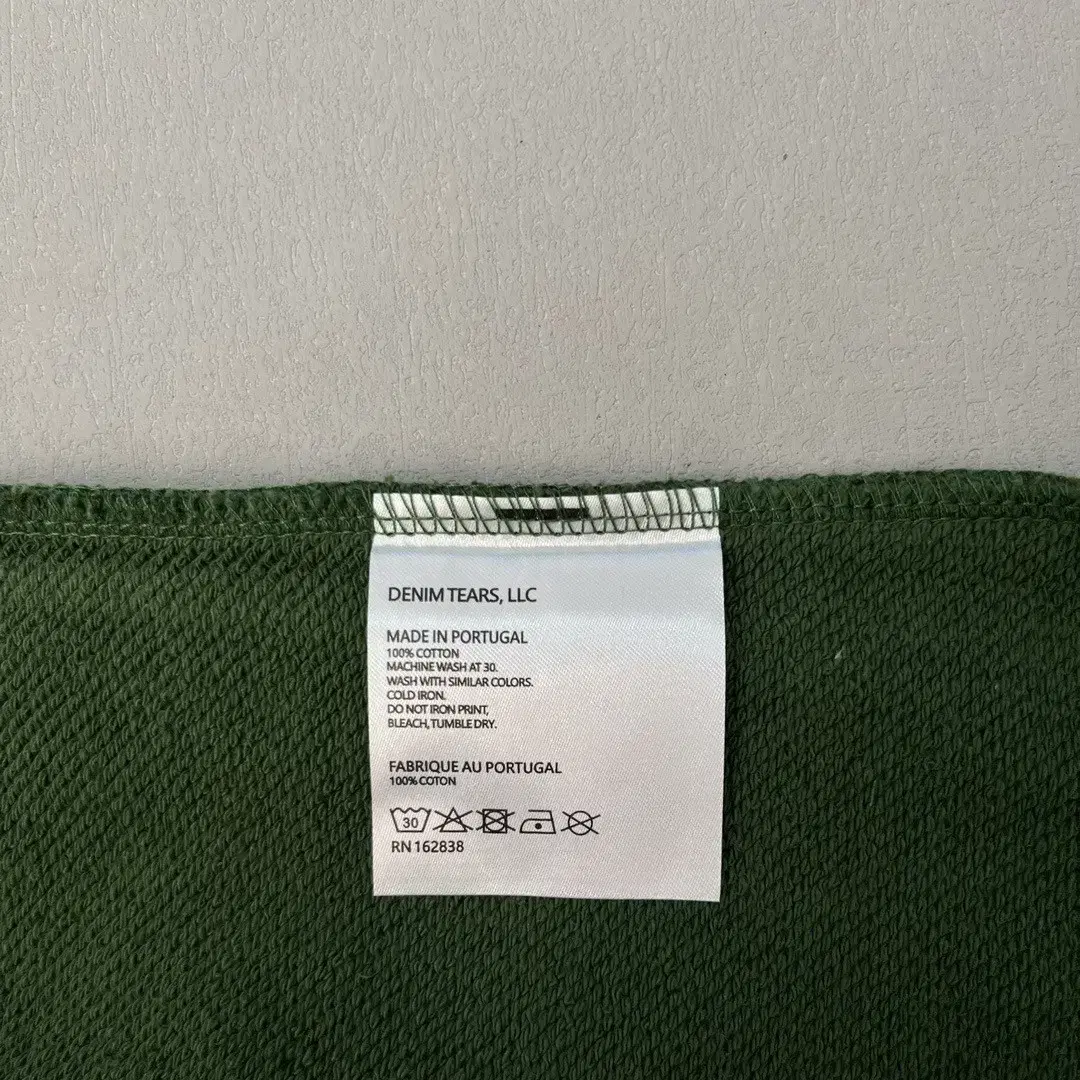 DENIM TEARS, LLC
MADE IN PORTUGAL
100% COTTON
MACHINE WASH AT 30.
WASH WITH SIMILAR COLORS.
COLD IRON.
DO NOT IRON PRINT,
BLEACH, TUMBLE DRY.
FABRIQUE AU PORTUGAL
100% COTON
30
RN 162838